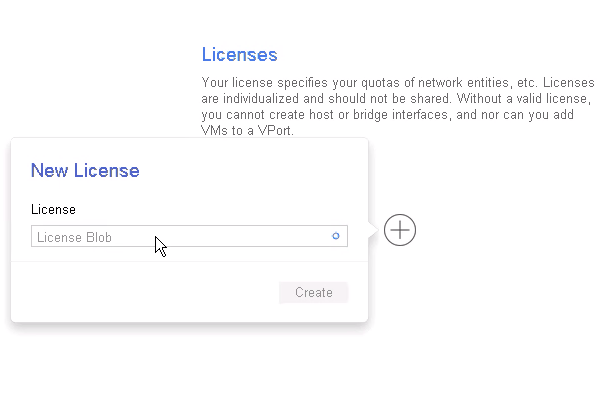 Licenses
Your license specifies your quotas of network entities, etc. Licenses
are individualized and should not be shared. Without a valid license,
you cannot create host or bridge interfaces, and nor can you add
VMs to a VPort.
New License
License
License Blob
Create